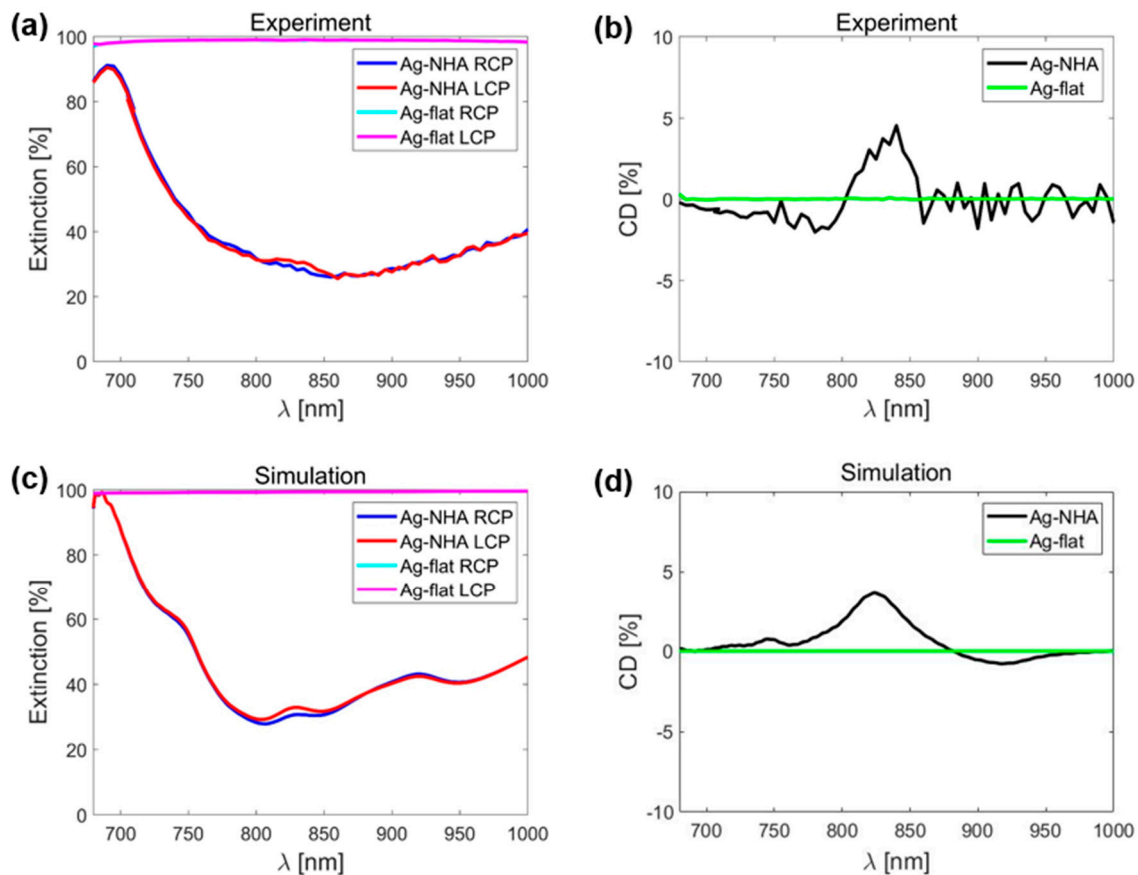 (a)
Experiment
Extinction [%]
100
80
60
40
20
0
Ag-NHA RCP
Ag-NHA LCP
Ag-flat RCP
Ag-flat LCP
700 750 800 850 900 950 1000
λ [nm]
(b)
Experiment
CD [%]
10
5
0
-5
-10
Ag-NHA
Ag-flat
700 750 800 850 900 950 1000
λ [nm]
(c)
Simulation
Extinction [%]
100
80
60
40
20
0
Ag-NHA RCP
Ag-NHA LCP
Ag-flat RCP
Ag-flat LCP
700 750 800 850 900 950 1000
λ [nm]
(d)
Simulation
CD [%]
10
5
0
-5
-10
Ag-NHA
Ag-flat
700 750 800 850 900 950 1000
λ [nm]